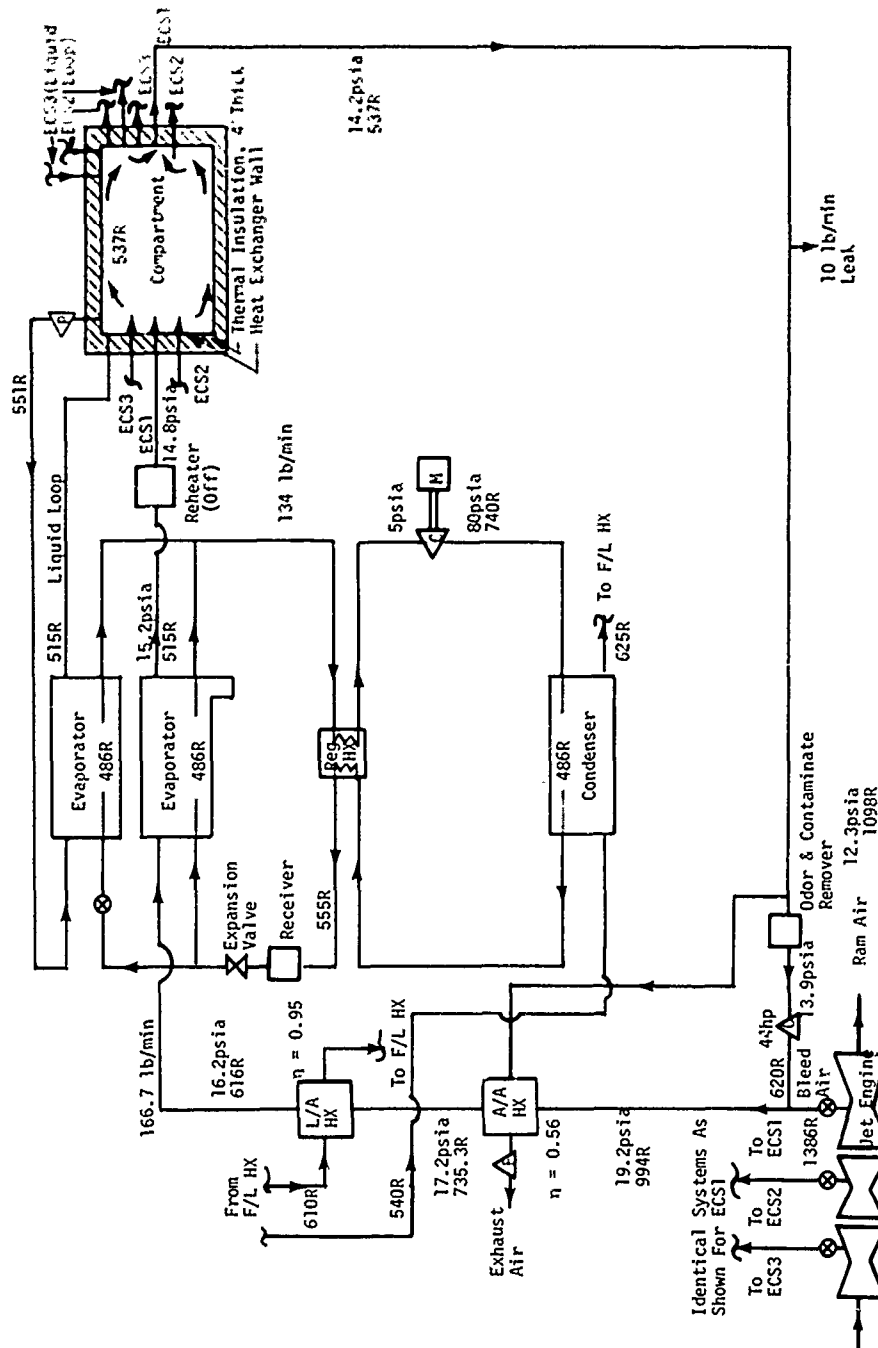 ECS3(Liquid
ECS2 Loop)
ECS3
ECS1
ECS2
551R
537R
Compartment
Thermal Insulation, 4" Thick
Heat Exchanger Wall
ECS3
ECS1
14.8psia
ECS2
14.2psia
537R
Liquid Loop
515R
Reheater
(Off)
15.2psia
515R
134 lb/min
Evaporator
486R
Evaporator
486R
5psia
M
C
80psia
740R
P
To F/L HX
625R
Reg
HX
486R
Condenser
Expansion
Valve
Receiver
555R
10 lb/min
Leak
166.7 lb/min
16.2psia
616R
η = 0.95
L/A
HX
To F/L HX
From
F/L HX
610R
540R
17.2psia
735.3R
A/A
HX
η = 0.56
Exhaust
Air
19.2psia
994R
Odor & Contaminate
Remover
13.9psia
44hp
620R
Bleed
Air
12.3psia
1098R
Ram Air
Jet Engine
1386R
To
ECS1
To
ECS2
To
ECS3
Identical Systems As
Shown For ECS1